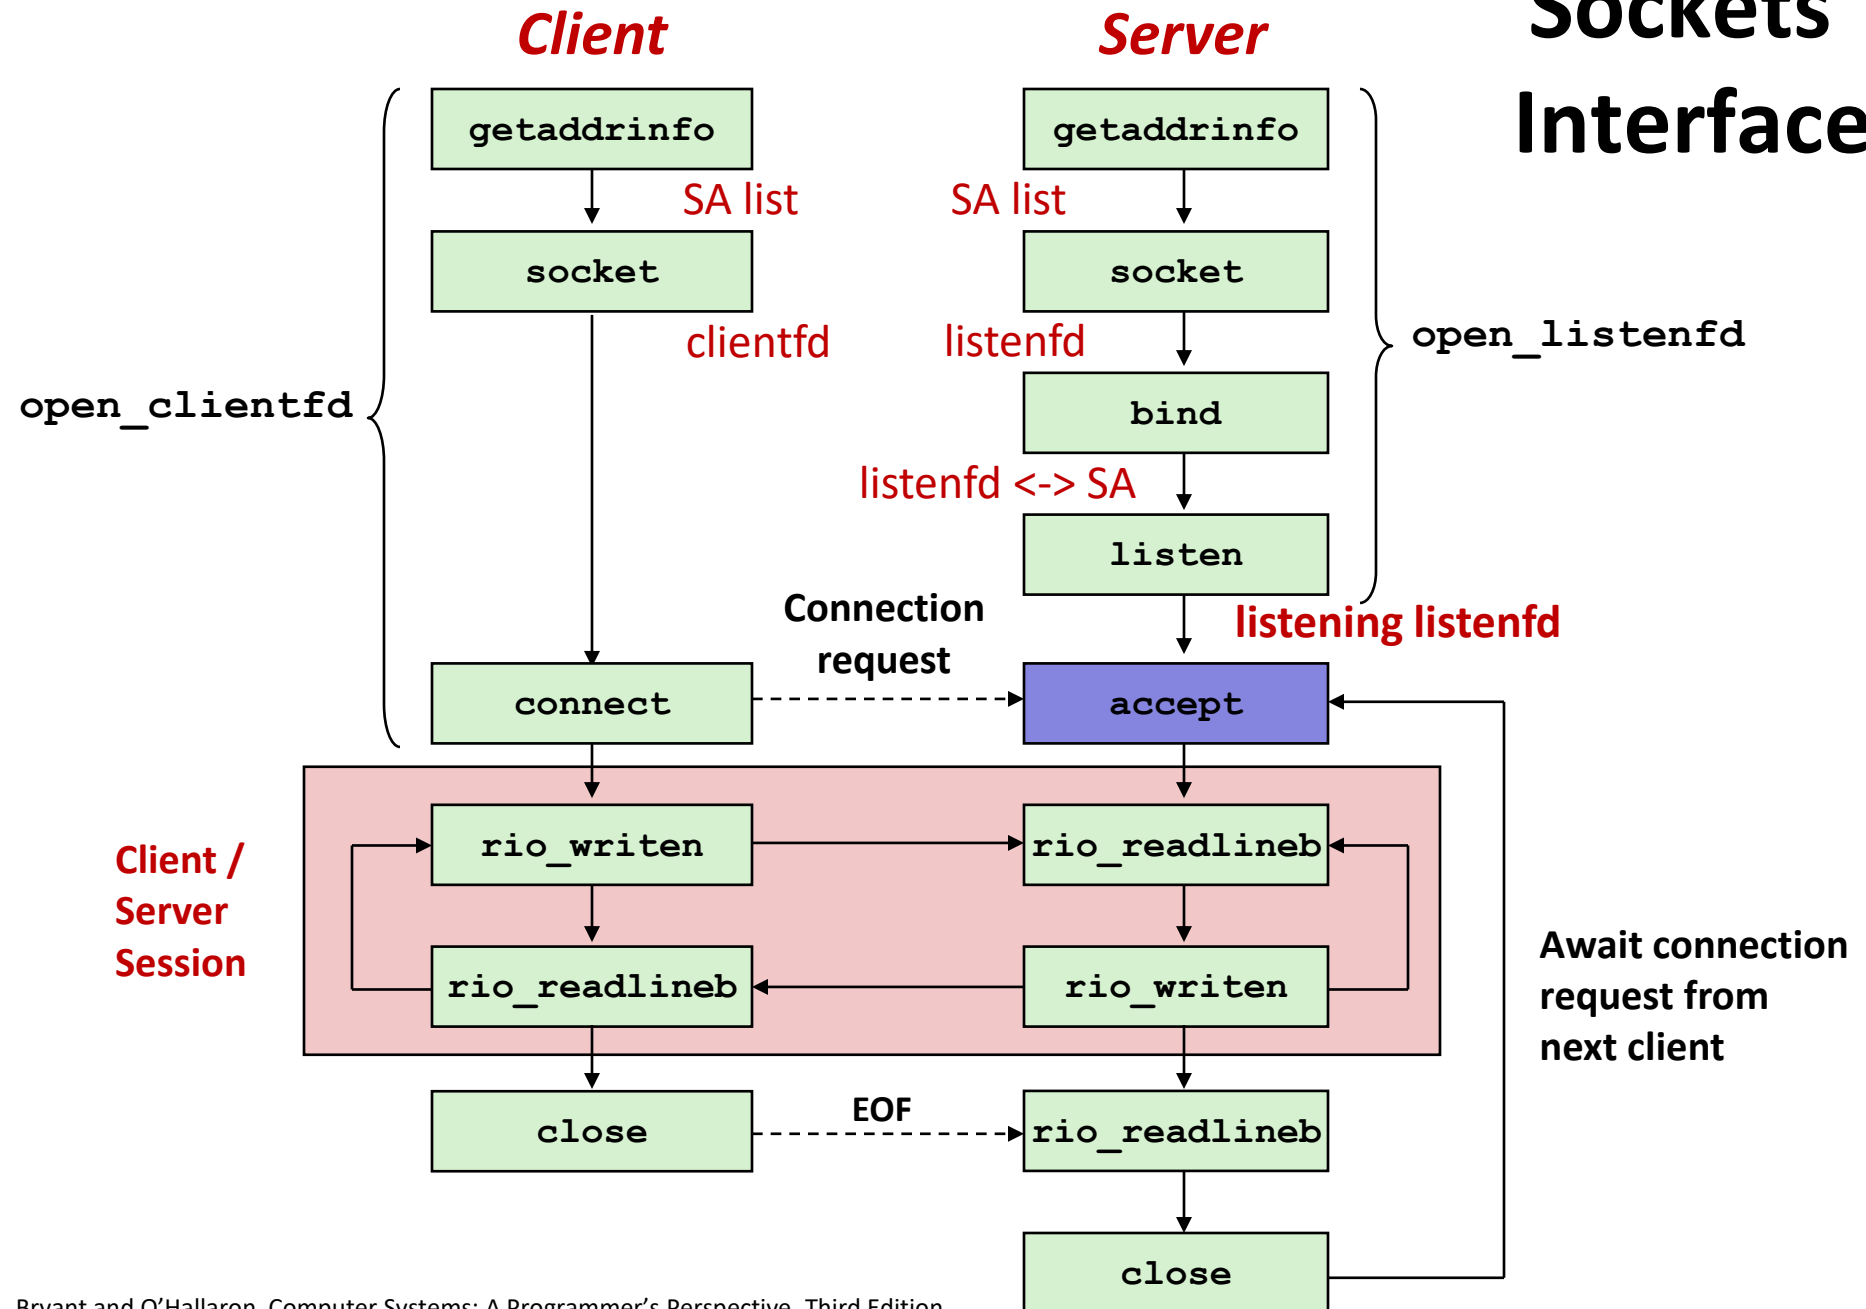 Sockets
Interface
Client
Server
getaddrinfo
getaddrinfo
SA list
SA list
socket
socket
clientfd
listenfd
open_listenfd
open_clientfd
bind
listenfd <-> SA
listen
Connection
request
listening listenfd
connect
accept
Client /
Server
Session
rio_writen
rio_readlineb
rio_readlineb
rio_writen
Await connection
request from
next client
close
EOF
rio_readlineb
close
Bryant and O'Hallaron, Computer Systems: A Programmer's Perspective, Third Edition